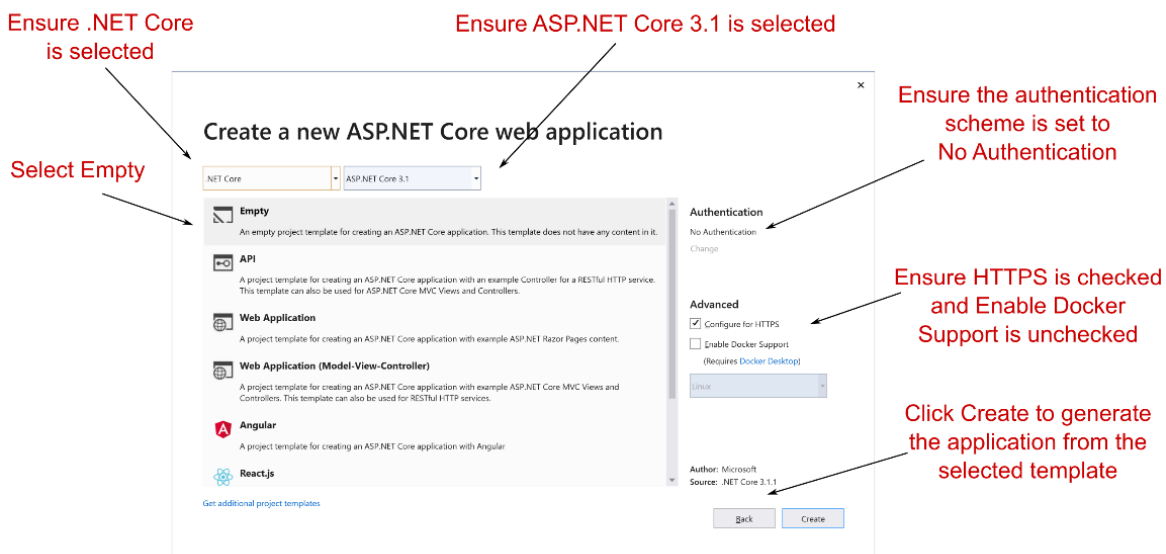 Ensure .NET Core
is selected
Ensure ASP.NET Core 3.1 is selected
Ensure the authentication
scheme is set to
No Authentication
Select Empty
Ensure HTTPS is checked
and Enable Docker
Support is unchecked
Click Create to generate
the application from the
selected template
×
Create a new ASP.NET Core web application
.NET Core
ASP.NET Core 3.1
Empty
An empty project template for creating an ASP.NET Core application. This template does not have any content in it.
API
A project template for creating an ASP.NET Core application with an example Controller for a RESTful HTTP service.
This template can also be used for ASP.NET Core MVC Views and Controllers.
Web Application
A project template for creating an ASP.NET Core application with example ASP.NET Razor Pages content.
Web Application (Model-View-Controller)
A project template for creating an ASP.NET Core application with example ASP.NET Core MVC Views and
Controllers. This template can also be used for RESTful HTTP services.
Angular
A project template for creating an ASP.NET Core application with Angular
React.js
Get additional project templates
Authentication
No Authentication
Change
Advanced
Configure for HTTPS
Enable Docker Support
(Requires Docker Desktop)
Linux
Author: Microsoft
Source: .NET Core 3.1.1
Back
Create